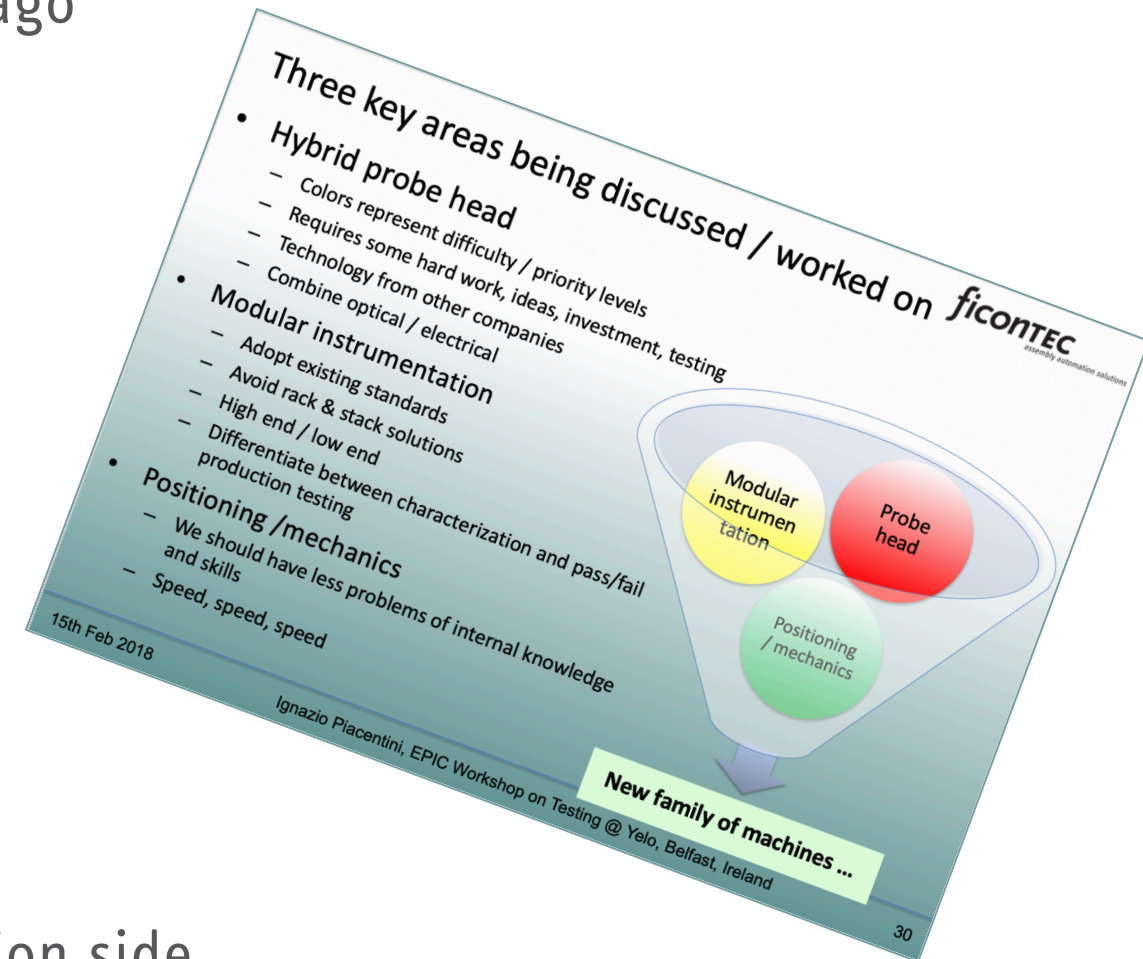 ago
Three key areas being discussed / worked on
ficonTEC
assembly automation solutions
• Hybrid probe head
– Colors represent difficulty / priority levels
– Requires some hard work, ideas, investment, testing
– Technology from other companies
– Combine optical / electrical
• Modular instrumentation
– Adopt existing standards
– Avoid rack & stack solutions
– High end / low end
– Differentiate between characterization and pass/fail
production testing
• Positioning /mechanics
– We should have less problems of internal knowledge
and skills
– Speed, speed, speed
Modular
instrumen
tation
Probe
head
Positioning
/ mechanics
New family of machines ...
15th Feb 2018
Ignazio Piacentini, EPIC Workshop on Testing @ Yelo, Belfast, Ireland
30
ion side